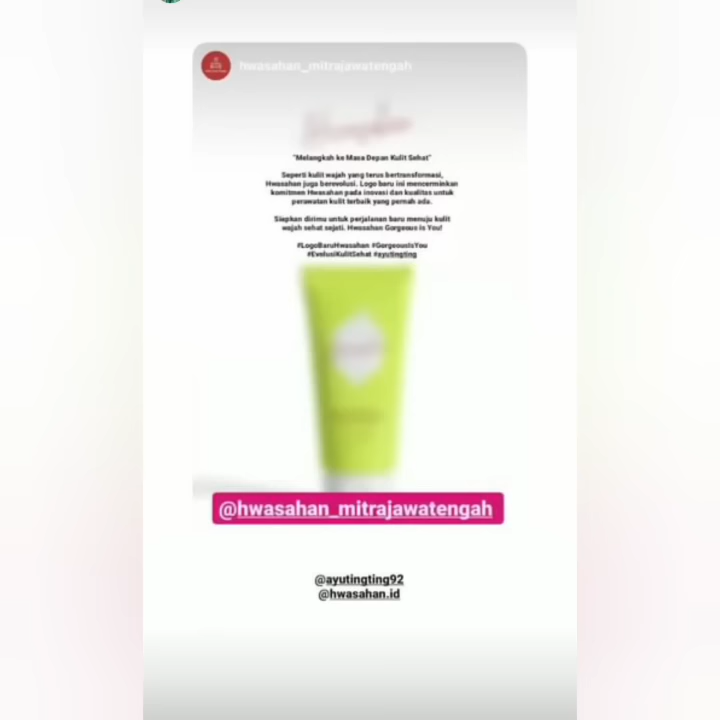 hwasahan_mitrajawatengah
"Melangkah ke Masa Depan Kulit Sehat"
Seperti kulit wajah yang terus bertransformasi,
Hwasahan juga berevolusi. Logo baru ini mencerminkan
komitmen Hwasahan pada inovasi dan kualitas untuk
perawatan kulit terbaik yang pernah ada.
Siapkan dirimu untuk perjalanan baru menuju kulit
wajah sehat sejati. Hwasahan Gorgeous Is You!
#LogoBaruHwasahan #GorgeousIsYou
#EvolusiKulitSehat #ayutingting
@hwasahan_mitrajawatengah
@ayutingting92
@hwasahan.id